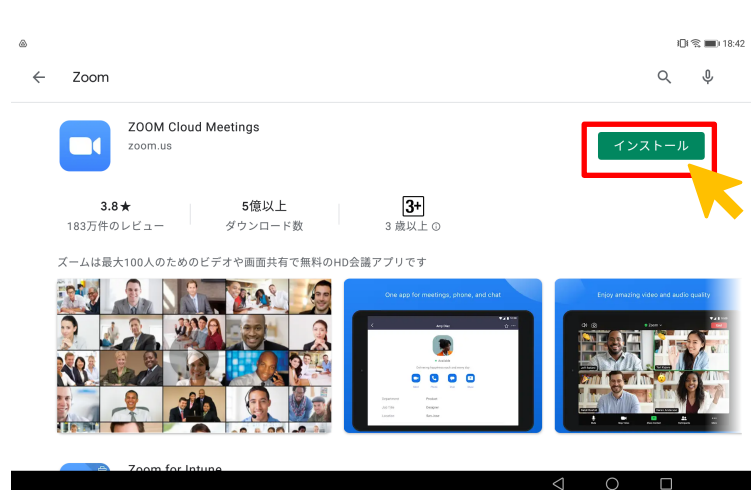 18:42
Zoom
ZOOM Cloud Meetings
zoom.us
インストール
3.8★
183万件のレビュー
5億以上
ダウンロード数
3+
3 歳以上
ズームは最大100人のためのビデオや画面共有で無料のHD会議アプリです
One app for meetings, phone, and chat
Enjoy amazing video and audio quality
Zoom
Zoom for Intune